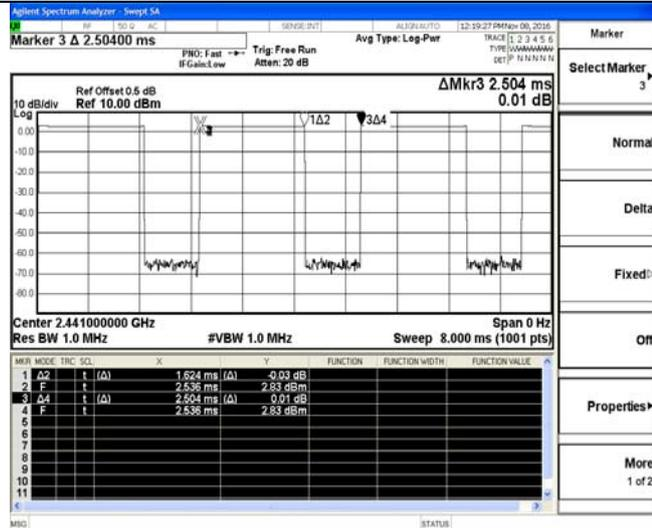 Agilent Spectrum Analyzer - Swept SA
RF 50 Ω AC SENSE:INT ALIGNAUTO 12:19:27 PM Nov 08, 2016
Marker 3 Δ 2.50400 ms
PNO: Fast
IFGain:Low
Trig: Free Run
Atten: 20 dB
Avg Type: Log-Pwr
TRACE 1 2 3 4 5 6
TYPE WWWWWW
DET P N N N N N
Ref Offset 0.5 dB
10 dB/div Ref 10.00 dBm
ΔMkr3 2.504 ms
0.01 dB
Log
0.00
-10.0
-20.0
-30.0
-40.0
-50.0
-60.0
-70.0
-80.0
1Δ2
3Δ4
Center 2.441000000 GHz Span 0 Hz
Res BW 1.0 MHz #VBW 1.0 MHz Sweep 8.000 ms (1001 pts)
MKR MODE TRC SCL X Y FUNCTION FUNCTION WIDTH FUNCTION VALUE
1 Δ2 t (Δ) 1.624 ms (Δ) -0.03 dB
2 F t 2.536 ms 2.83 dBm
3 Δ4 t (Δ) 2.504 ms (Δ) 0.01 dB
4 F t 2.536 ms 2.83 dBm
5
6
7
8
9
10
11
MSG STATUS
Marker
Select Marker
3
Normal
Delta
Fixed
Off
Properties
More
1 of 2